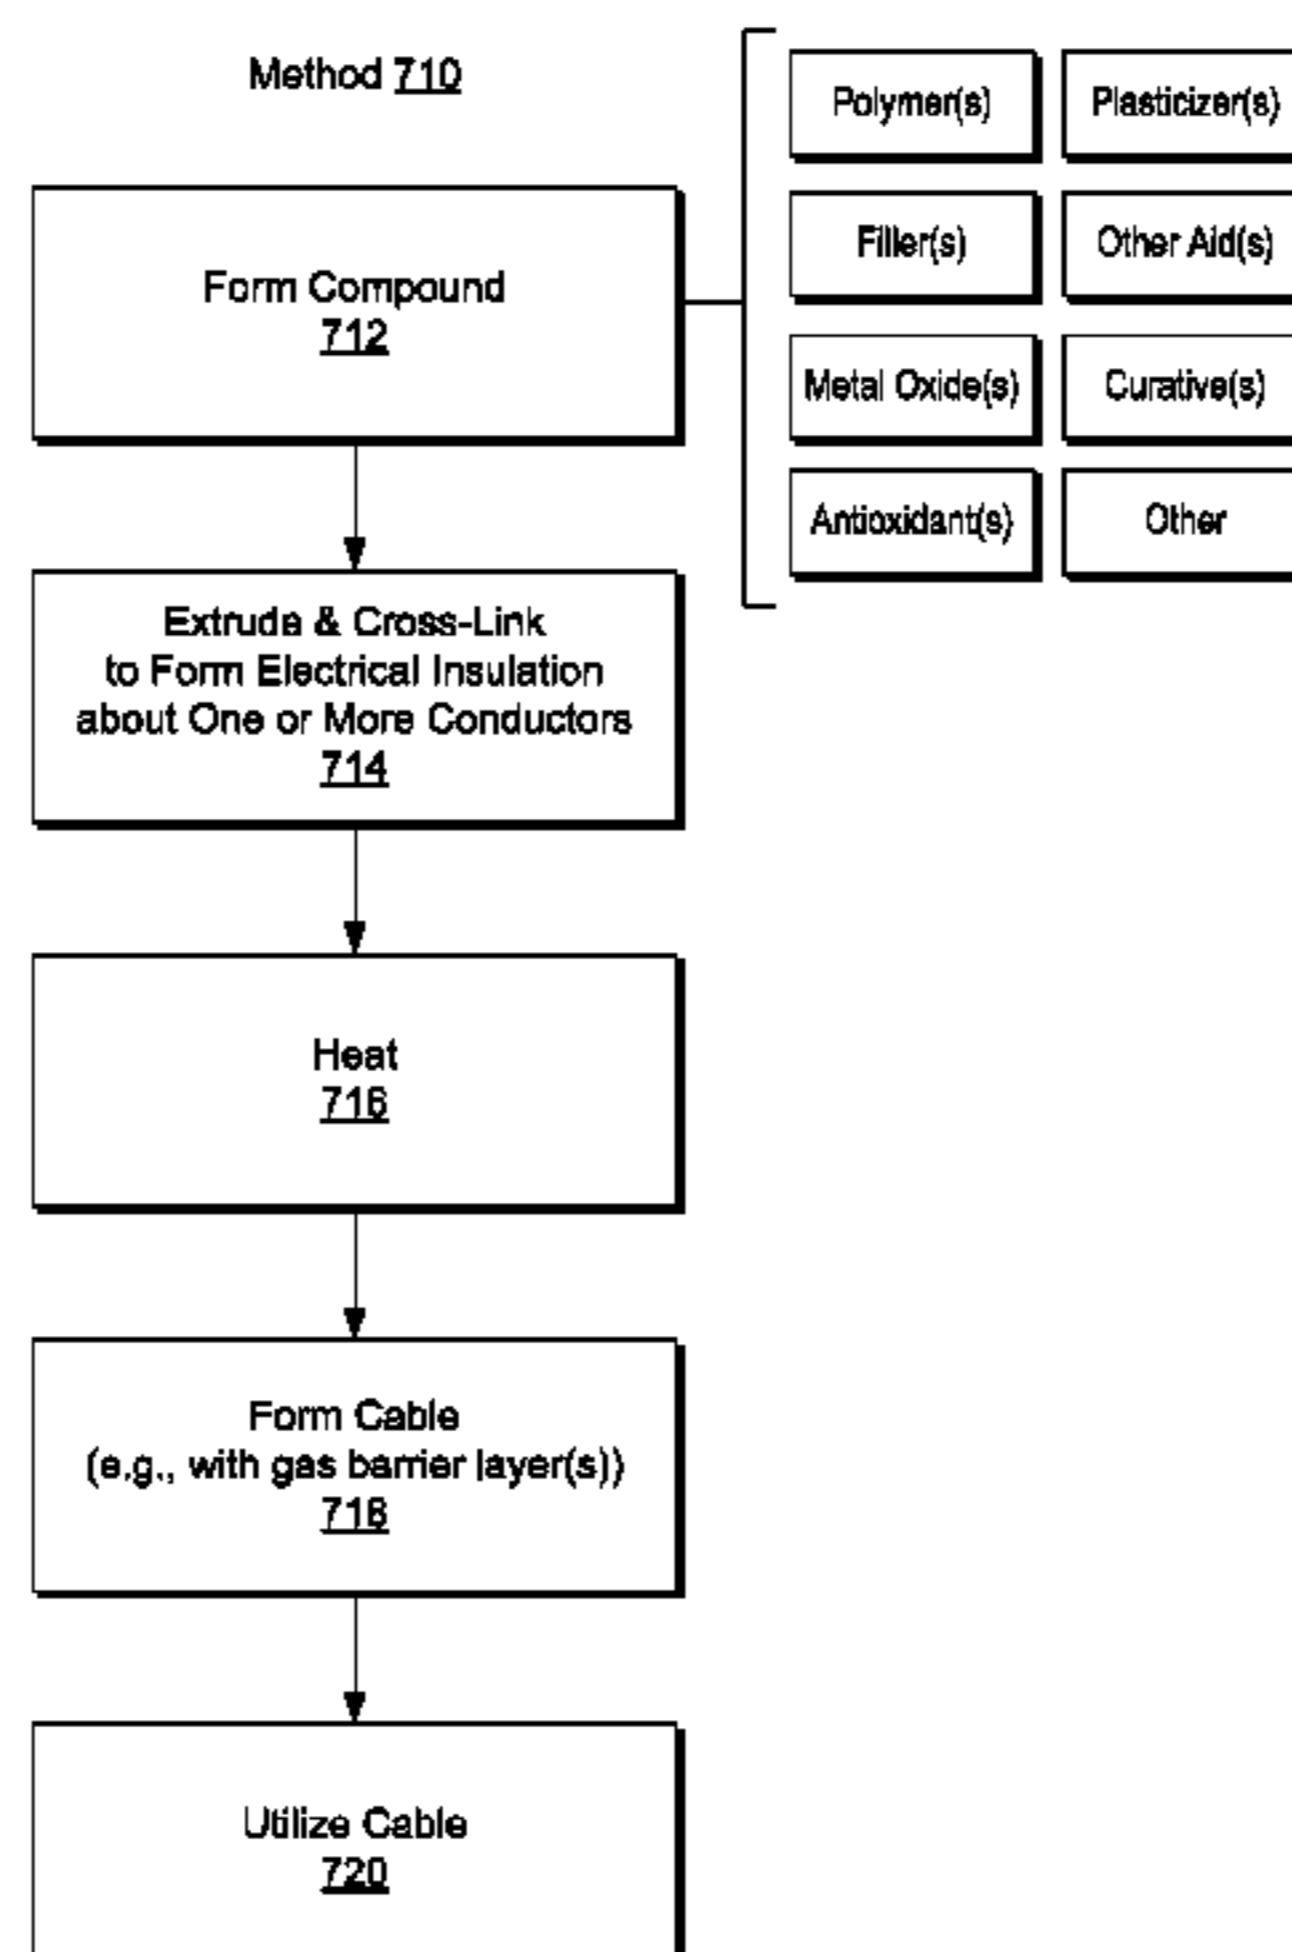 Method 710
Form Compound
712
Polymer(s)
Plasticizer(s)
Filler(s)
Other Aid(s)
Metal Oxide(s)
Curative(s)
Antioxidant(s)
Other
Extrude & Cross-Link
to Form Electrical Insulation
about One or More Conductors
714
Heat
716
Form Cable
(e.g., with gas barrier layer(s))
718
Utilize Cable
720